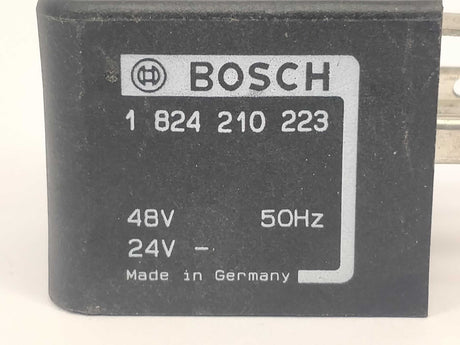 BOSCH
1 824 210 223
48V 50Hz
24V -
Made in Germany